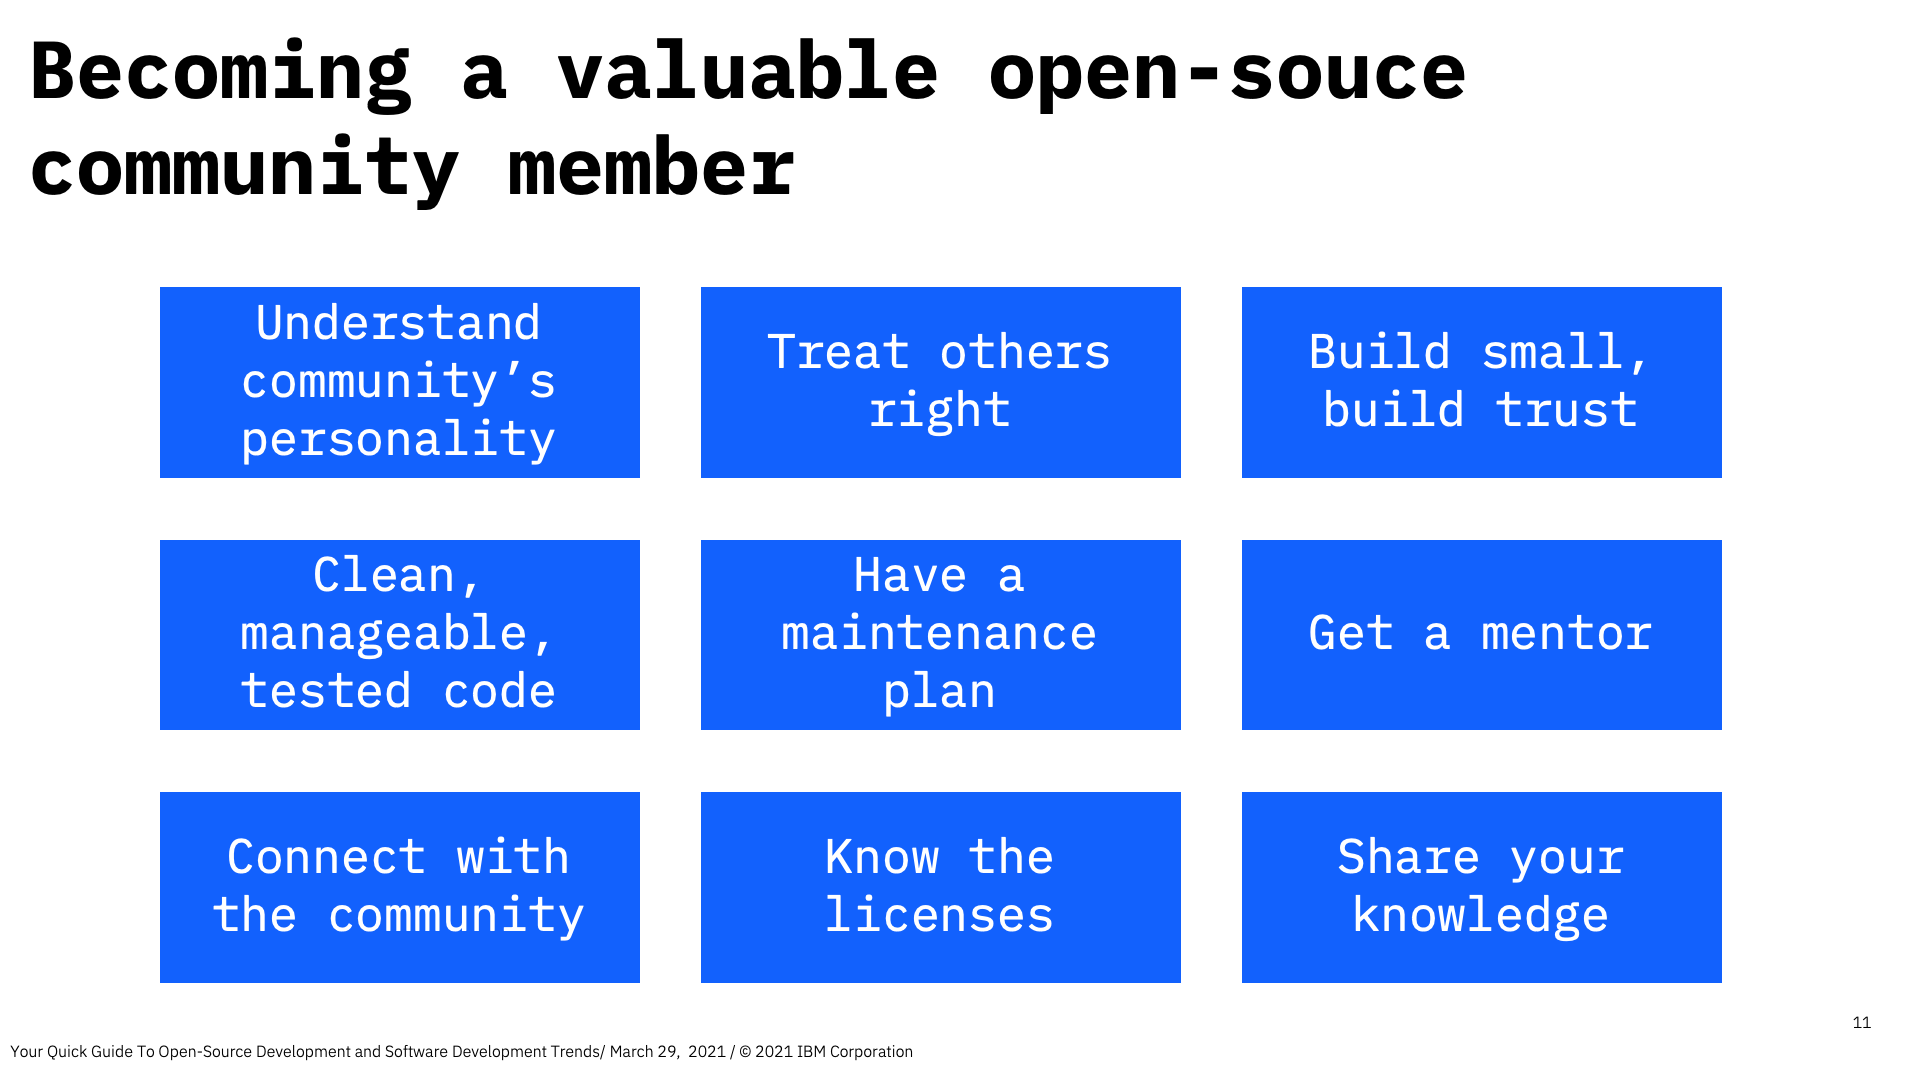 Becoming a valuable open-souce
community member
Understand
community’s
personality
Treat others
right
Build small,
build trust
Clean,
manageable,
tested code
Have a
maintenance
plan
Get a mentor
Connect with
the community
Know the
licenses
Share your
knowledge
11
Your Quick Guide To Open-Source Development and Software Development Trends/ March 29,  2021 / © 2021 IBM Corporation